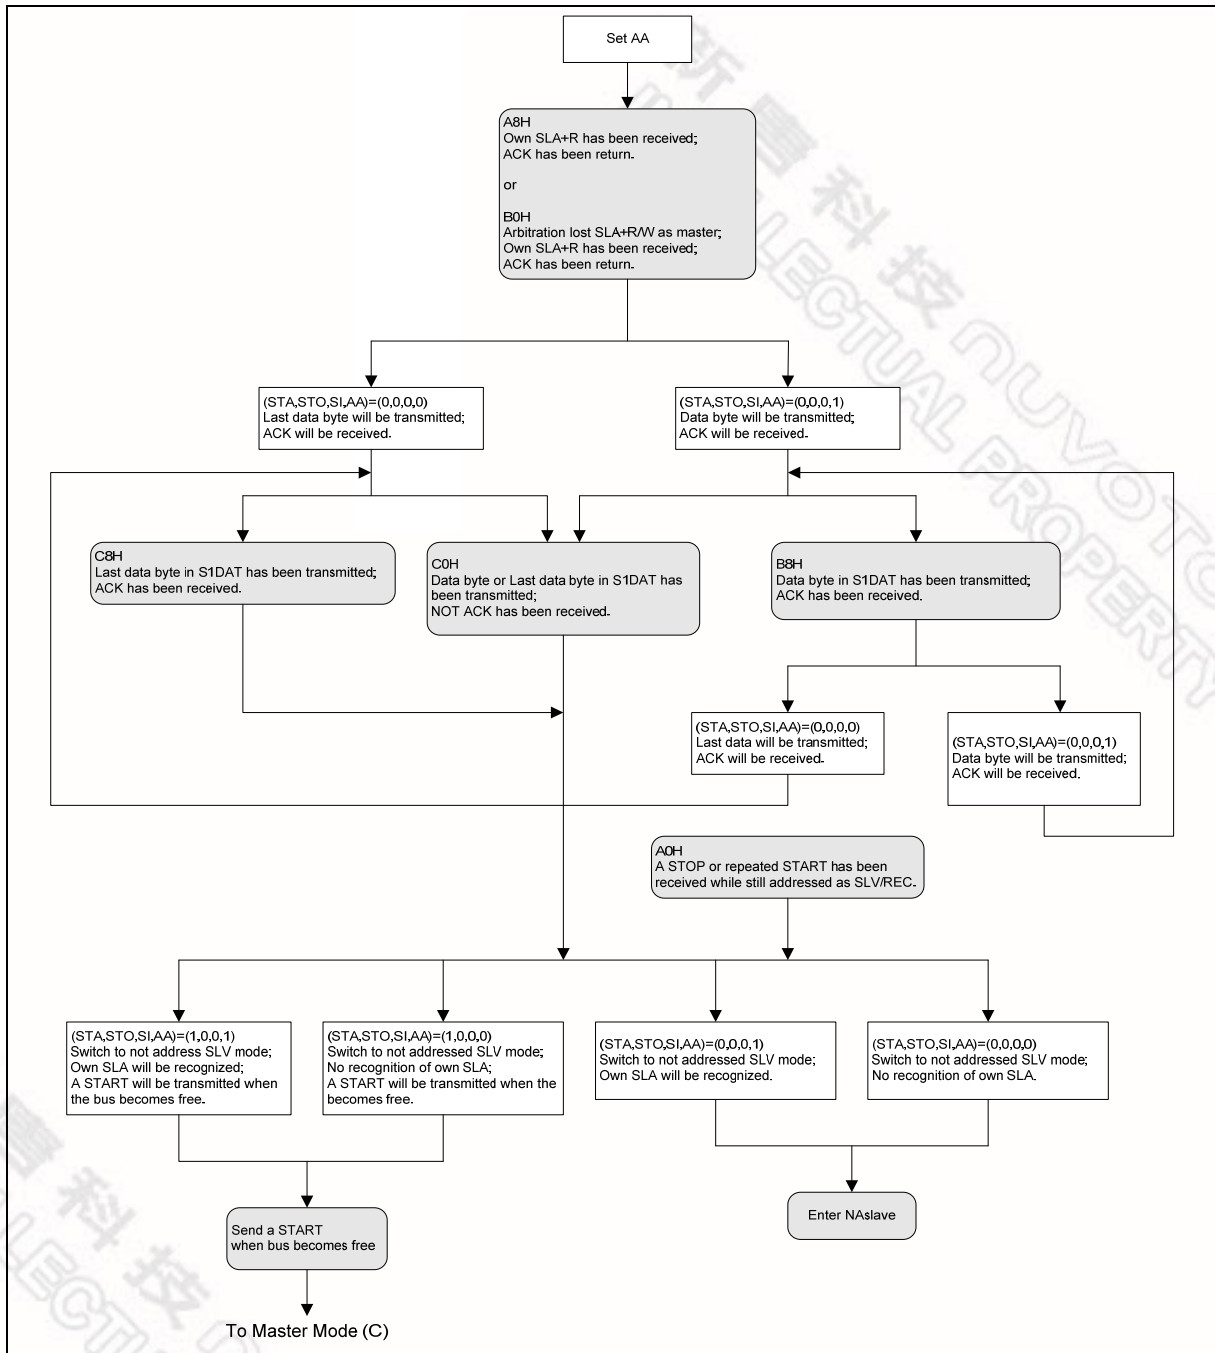 Set AA
A8H
Own SLA+R has been received;
ACK has been return.
or
B0H
Arbitration lost SLA+R/W as master;
Own SLA+R has been received;
ACK has been return.
(STA,STO,SI,AA)=(0,0,0,0)
Last data byte will be transmitted;
ACK will be received.
(STA,STO,SI,AA)=(0,0,0,1)
Data byte will be transmitted;
ACK will be received.
C8H
Last data byte in S1DAT has been transmitted;
ACK has been received.
C0H
Data byte or Last data byte in S1DAT has
been transmitted;
NOT ACK has been received.
B8H
Data byte in S1DAT has been transmitted;
ACK has been received.
(STA,STO,SI,AA)=(0,0,0,0)
Last data will be transmitted;
ACK will be received.
(STA,STO,SI,AA)=(0,0,0,1)
Data byte will be transmitted;
ACK will be received.
A0H
A STOP or repeated START has been
received while still addressed as SLV/REC.
(STA,STO,SI,AA)=(1,0,0,1)
Switch to not address SLV mode;
Own SLA will be recognized;
A START will be transmitted when
the bus becomes free.
(STA,STO,SI,AA)=(1,0,0,0)
Switch to not addressed SLV mode;
No recognition of own SLA;
A START will be transmitted when the
becomes free.
(STA,STO,SI,AA)=(0,0,0,1)
Switch to not addressed SLV mode;
Own SLA will be recognized.
(STA,STO,SI,AA)=(0,0,0,0)
Switch to not addressed SLV mode;
No recognition of own SLA.
Send a START
when bus becomes free
Enter NAslave
To Master Mode (C)
新 唐 科 技 nuvoTo
LECTUAL PROPERTY
唐 科 技 n
LECTU